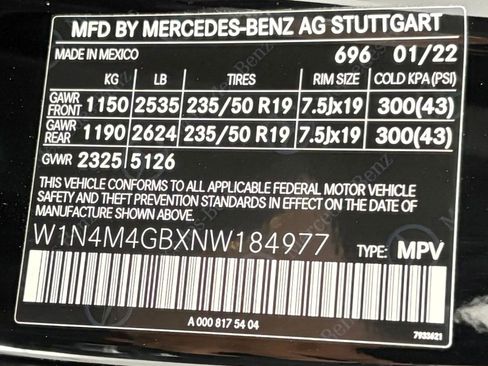 MFD BY MERCEDES-BENZ AG STUTTGART
MADE IN MEXICO 696 01/22
KG LB TIRES RIM SIZE COLD KPA(PSI)
GAWR FRONT 1150 2535 235/50 R19 7.5Jx19 300(43)
GAWR REAR 1190 2624 235/50 R19 7.5Jx19 300(43)
GVWR 2325 5126
THIS VEHICLE CONFORMS TO ALL APPLICABLE FEDERAL MOTOR VEHICLE
SAFETY AND THEFT PREVENTION STANDARDS IN EFFECT ON THE DATE
OF MANUFACTURE SHOWN ABOVE.
W1N4M4GBXNW184977 TYPE: MPV
A 000 817 54 04
7933621